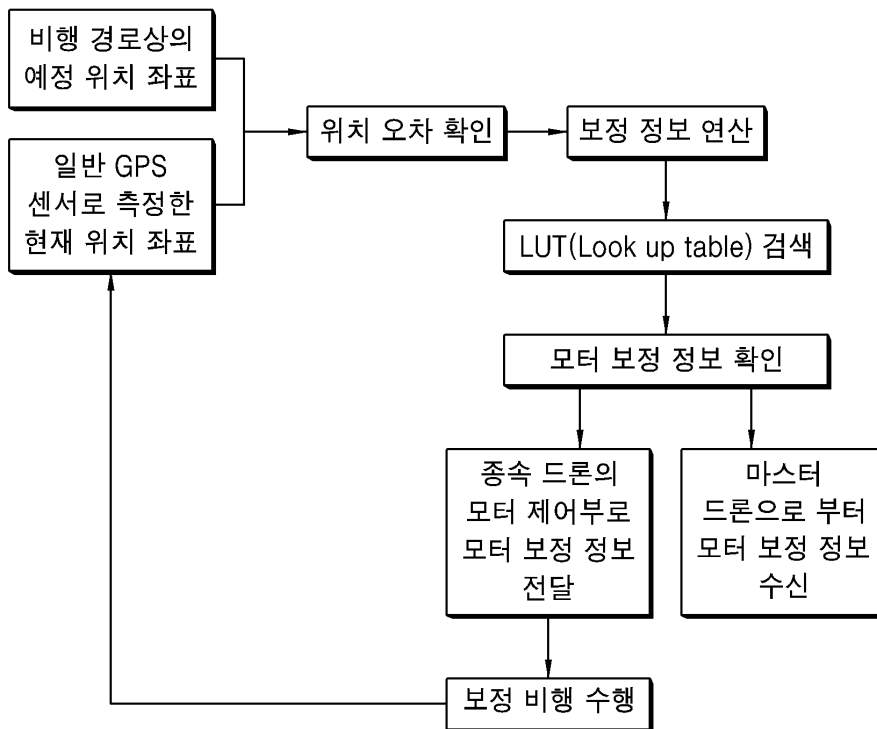 비행 경로상의
예정 위치 좌표
일반 GPS
센서로 측정한
현재 위치 좌표
위치 오차 확인
보정 정보 연산
LUT(Look up table) 검색
모터 보정 정보 확인
종속 드론의
모터 제어부로
모터 보정 정보
전달
마스터
드론으로 부터
모터 보정 정보
수신
보정 비행 수행